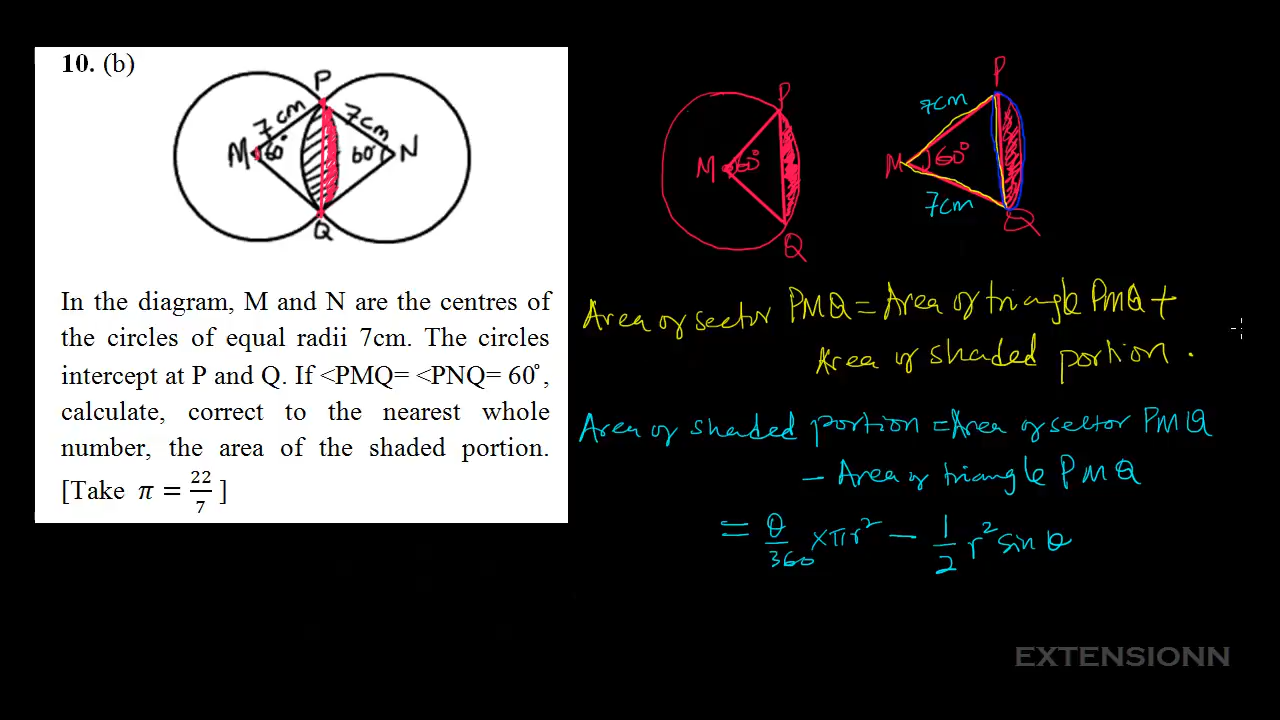 10. (b)
P
7cm 7cm
M 60° 60° N
Q
In the diagram, M and N are the centres of
the circles of equal radii 7cm. The circles
intercept at P and Q. If <PMQ= <PNQ= 60°,
calculate, correct to the nearest whole
number, the area of the shaded portion.
[Take π = 22/7 ]
P
M 60°
Q
P
7cm
M 60°
7cm
Q
Area of sector PMQ = Area of triangle PMQ +
Area of shaded portion.
Area of shaded portion = Area of sector PMQ
- Area of triangle PMQ
= θ/360 × πr² - 1/2 r² sin θ
EXTENSIONN